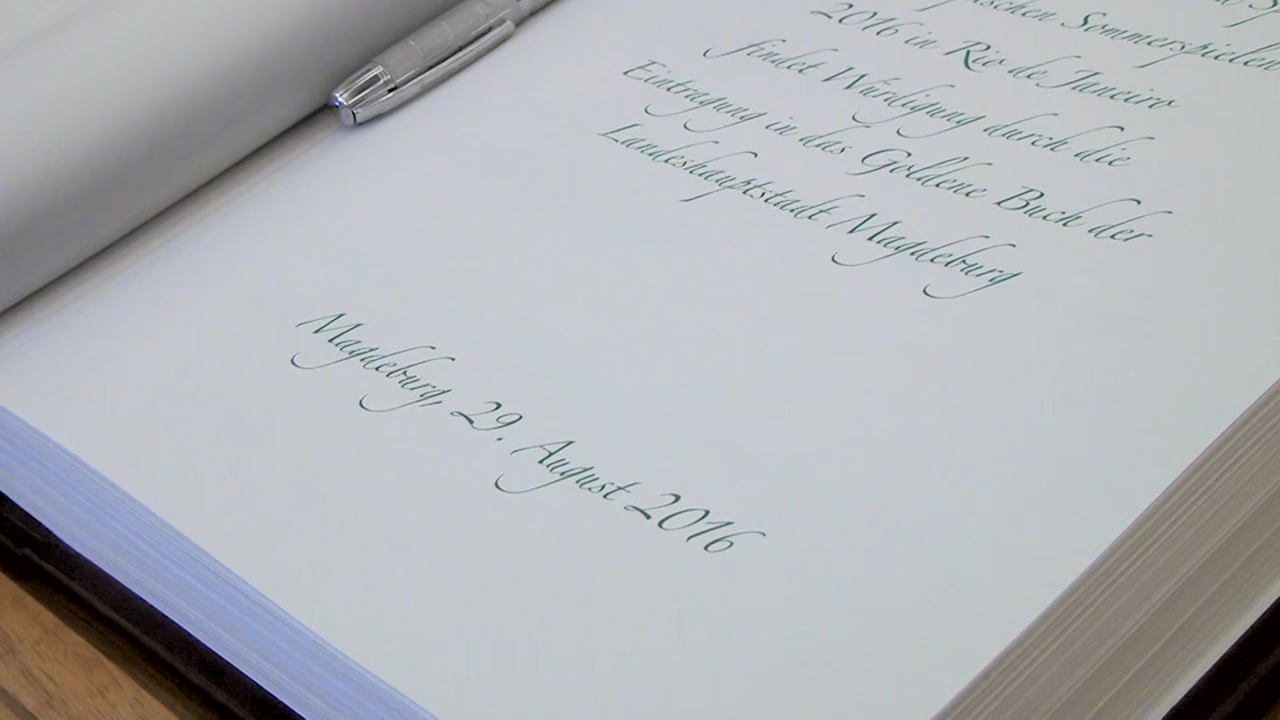 Sommerspielen
2016 in Rio de Janeiro
findet Würdigung durch die
Eintragung in das Goldene Buch der
Landeshauptstadt Magdeburg
Magdeburg, 29. August 2016